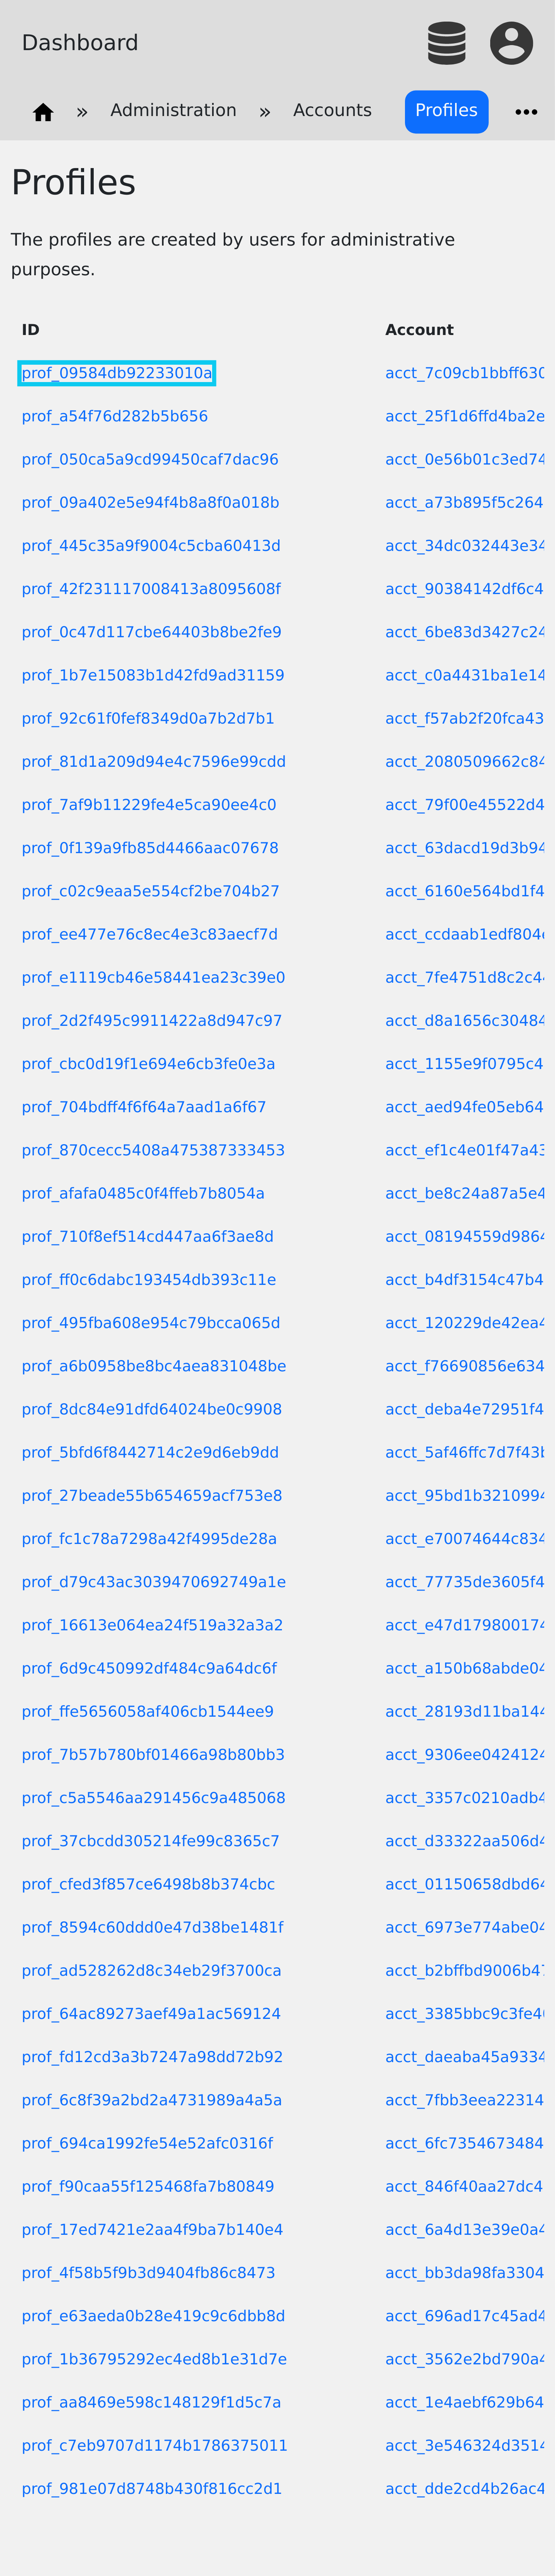 Dashboard
» Administration » Accounts Profiles
Profiles
The profiles are created by users for administrative
purposes.
ID Account
prof_09584db92233010a acct_7c09cb1bbff630
prof_a54f76d282b5b656 acct_25f1d6ffd4ba2e
prof_050ca5a9cd99450caf7dac96 acct_0e56b01c3ed74
prof_09a402e5e94f4b8a8f0a018b acct_a73b895f5c264
prof_445c35a9f9004c5cba60413d acct_34dc032443e34
prof_42f231117008413a8095608f acct_90384142df6c4
prof_0c47d117cbe64403b8be2fe9 acct_6be83d3427c24
prof_1b7e15083b1d42fd9ad31159 acct_c0a4431ba1e14
prof_92c61f0fef8349d0a7b2d7b1 acct_f57ab2f20fca43
prof_81d1a209d94e4c7596e99cdd acct_2080509662c84
prof_7af9b11229fe4e5ca90ee4c0 acct_79f00e45522d4
prof_0f139a9fb85d4466aac07678 acct_63dacd19d3b94
prof_c02c9eaa5e554cf2be704b27 acct_6160e564bd1f4
prof_ee477e76c8ec4e3c83aecf7d acct_ccdaab1edf804
prof_e1119cb46e58441ea23c39e0 acct_7fe4751d8c2c4
prof_2d2f495c9911422a8d947c97 acct_d8a1656c30484
prof_cbc0d19f1e694e6cb3fe0e3a acct_1155e9f0795c4
prof_704bdff4f6f64a7aad1a6f67 acct_aed94fe05eb64
prof_870cecc5408a475387333453 acct_ef1c4e01f47a43
prof_afafa0485c0f4ffeb7b8054a acct_be8c24a87a5e4
prof_710f8ef514cd447aa6f3ae8d acct_08194559d9864
prof_ff0c6dabc193454db393c11e acct_b4df3154c47b4
prof_495fba608e954c79bcca065d acct_120229de42ea4
prof_a6b0958be8bc4aea831048be acct_f76690856e634
prof_8dc84e91dfd64024be0c9908 acct_deba4e72951f4
prof_5bfd6f8442714c2e9d6eb9dd acct_5af46ffc7d7f43b
prof_27beade55b654659acf753e8 acct_95bd1b3210994
prof_fc1c78a7298a42f4995de28a acct_e70074644c834
prof_d79c43ac3039470692749a1e acct_77735de3605f4
prof_16613e064ea24f519a32a3a2 acct_e47d179800174
prof_6d9c450992df484c9a64dc6f acct_a150b68abde04
prof_ffe5656058af406cb1544ee9 acct_28193d11ba144
prof_7b57b780bf01466a98b80bb3 acct_9306ee0424124
prof_c5a5546aa291456c9a485068 acct_3357c0210adb4
prof_37cbcdd305214fe99c8365c7 acct_d33322aa506d4
prof_cfed3f857ce6498b8b374cbc acct_01150658dbd64
prof_8594c60ddd0e47d38be1481f acct_6973e774abe04
prof_ad528262d8c34eb29f3700ca acct_b2bffbd9006b47
prof_64ac89273aef49a1ac569124 acct_3385bbc9c3fe4
prof_fd12cd3a3b7247a98dd72b92 acct_daeaba45a9334
prof_6c8f39a2bd2a4731989a4a5a acct_7fbb3eea22314
prof_694ca1992fe54e52afc0316f acct_6fc7354673484
prof_f90caa55f125468fa7b80849 acct_846f40aa27dc4
prof_17ed7421e2aa4f9ba7b140e4 acct_6a4d13e39e0a4
prof_4f58b5f9b3d9404fb86c8473 acct_bb3da98fa3304
prof_e63aeda0b28e419c9c6dbb8d acct_696ad17c45ad4
prof_1b36795292ec4ed8b1e31d7e acct_3562e2bd790a4
prof_aa8469e598c148129f1d5c7a acct_1e4aebf629b64
prof_c7eb9707d1174b1786375011 acct_3e546324d3514
prof_981e07d8748b430f816cc2d1 acct_dde2cd4b26ac4